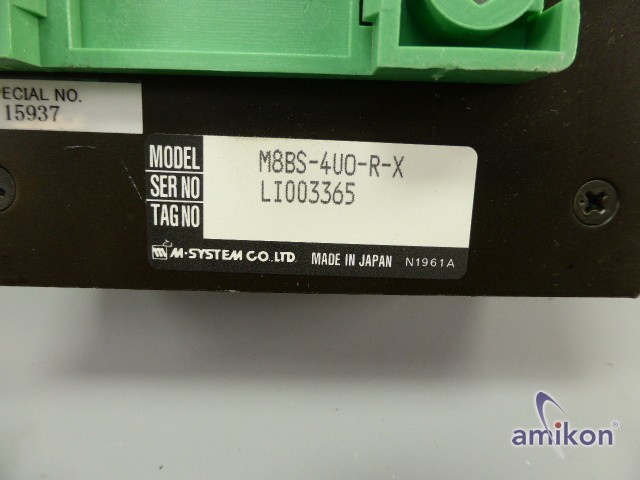 ECIAL NO.
15937
MODEL M8BS-4U0-R-X
SER NO LI003365
TAG NO
M-SYSTEM CO.,LTD. MADE IN JAPAN N1961A
amikon